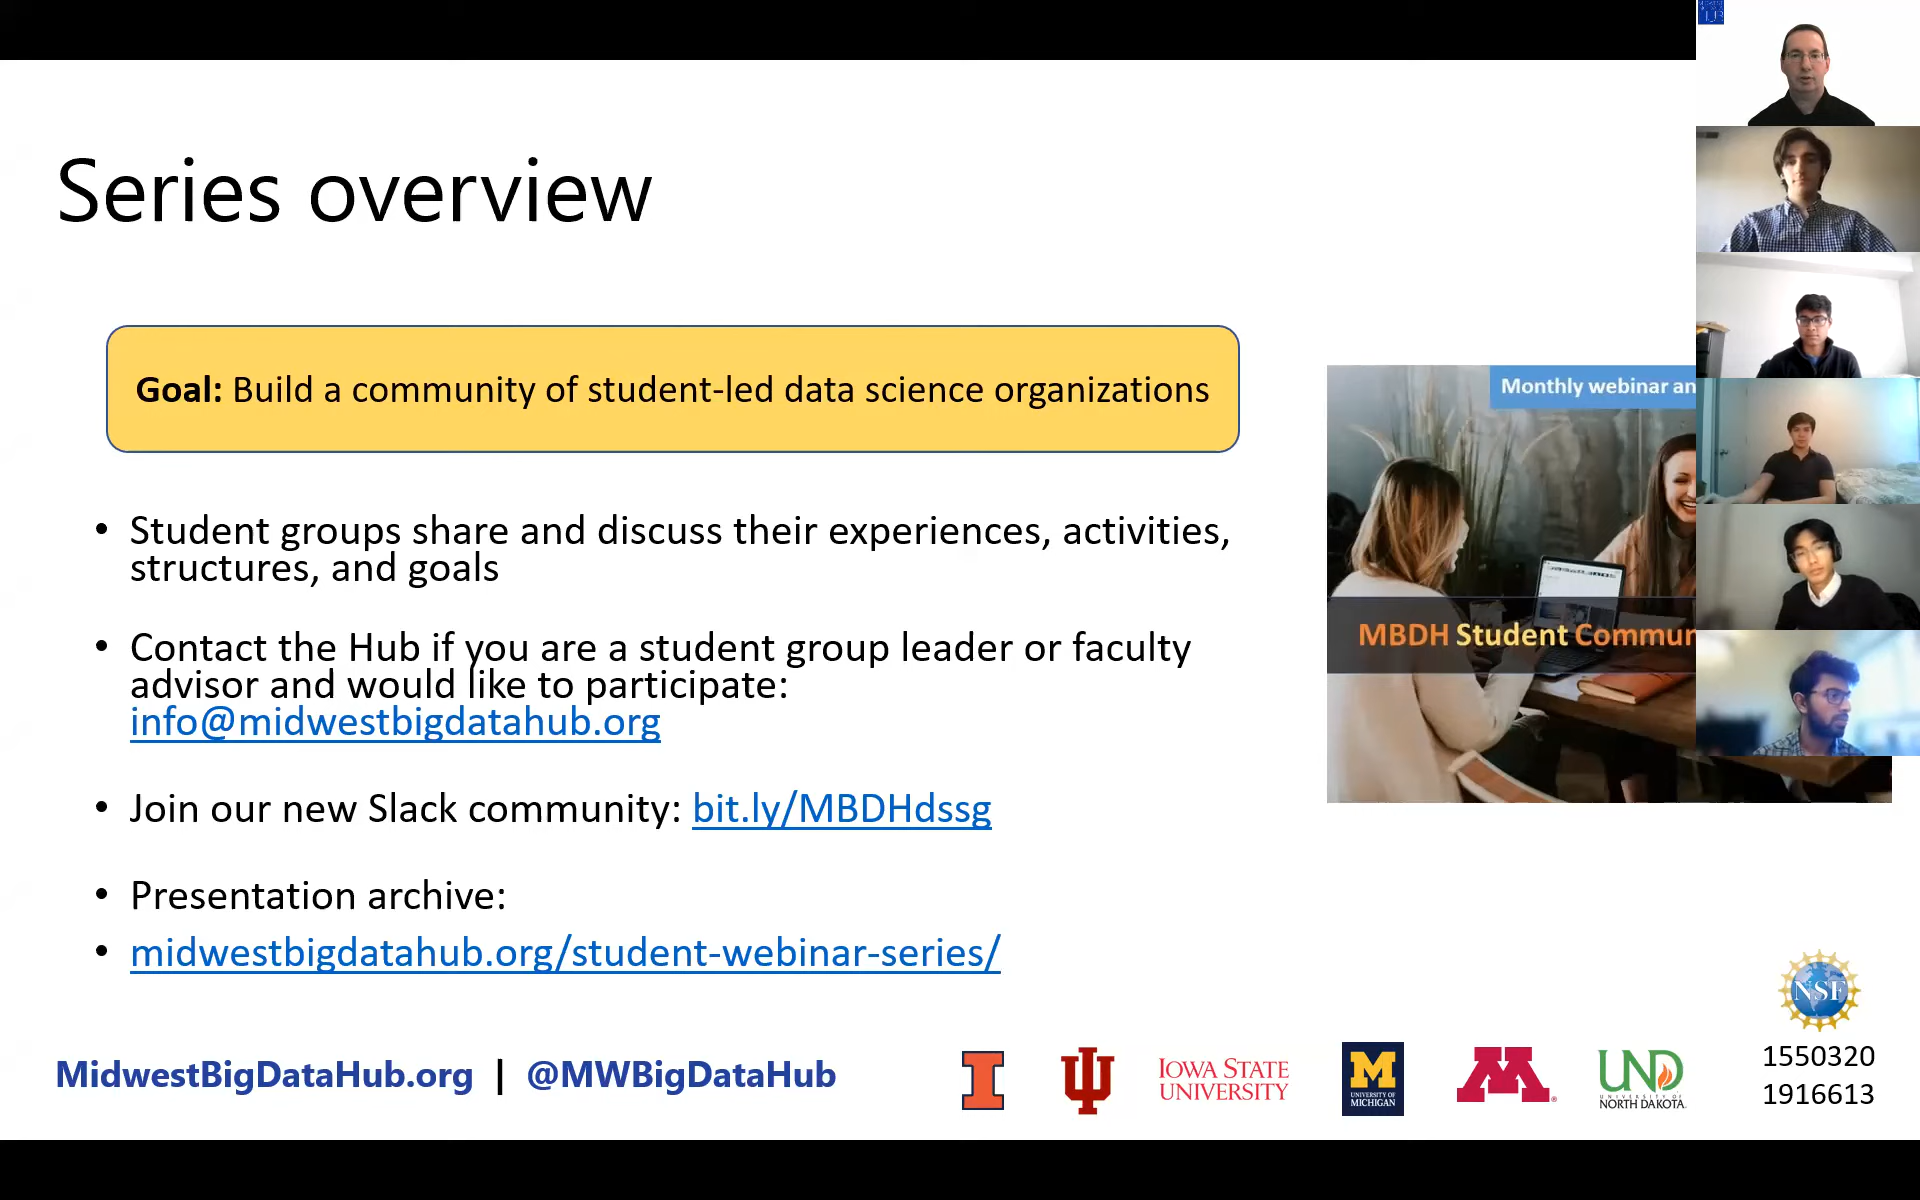 Series overview
Goal: Build a community of student-led data science organizations
• Student groups share and discuss their experiences, activities,
structures, and goals
• Contact the Hub if you are a student group leader or faculty
advisor and would like to participate:
info@midwestbigdatahub.org
• Join our new Slack community: bit.ly/MBDHdssg
• Presentation archive:
• midwestbigdatahub.org/student-webinar-series/
Monthly webinar an
MBDH Student Commun
MidwestBigDataHub.org | @MWBigDataHub
IOWA STATE
UNIVERSITY
M
UNIVERSITY OF
MICHIGAN
M
UND
UNIVERSITY OF
NORTH DAKOTA
NSF
1550320
1916613